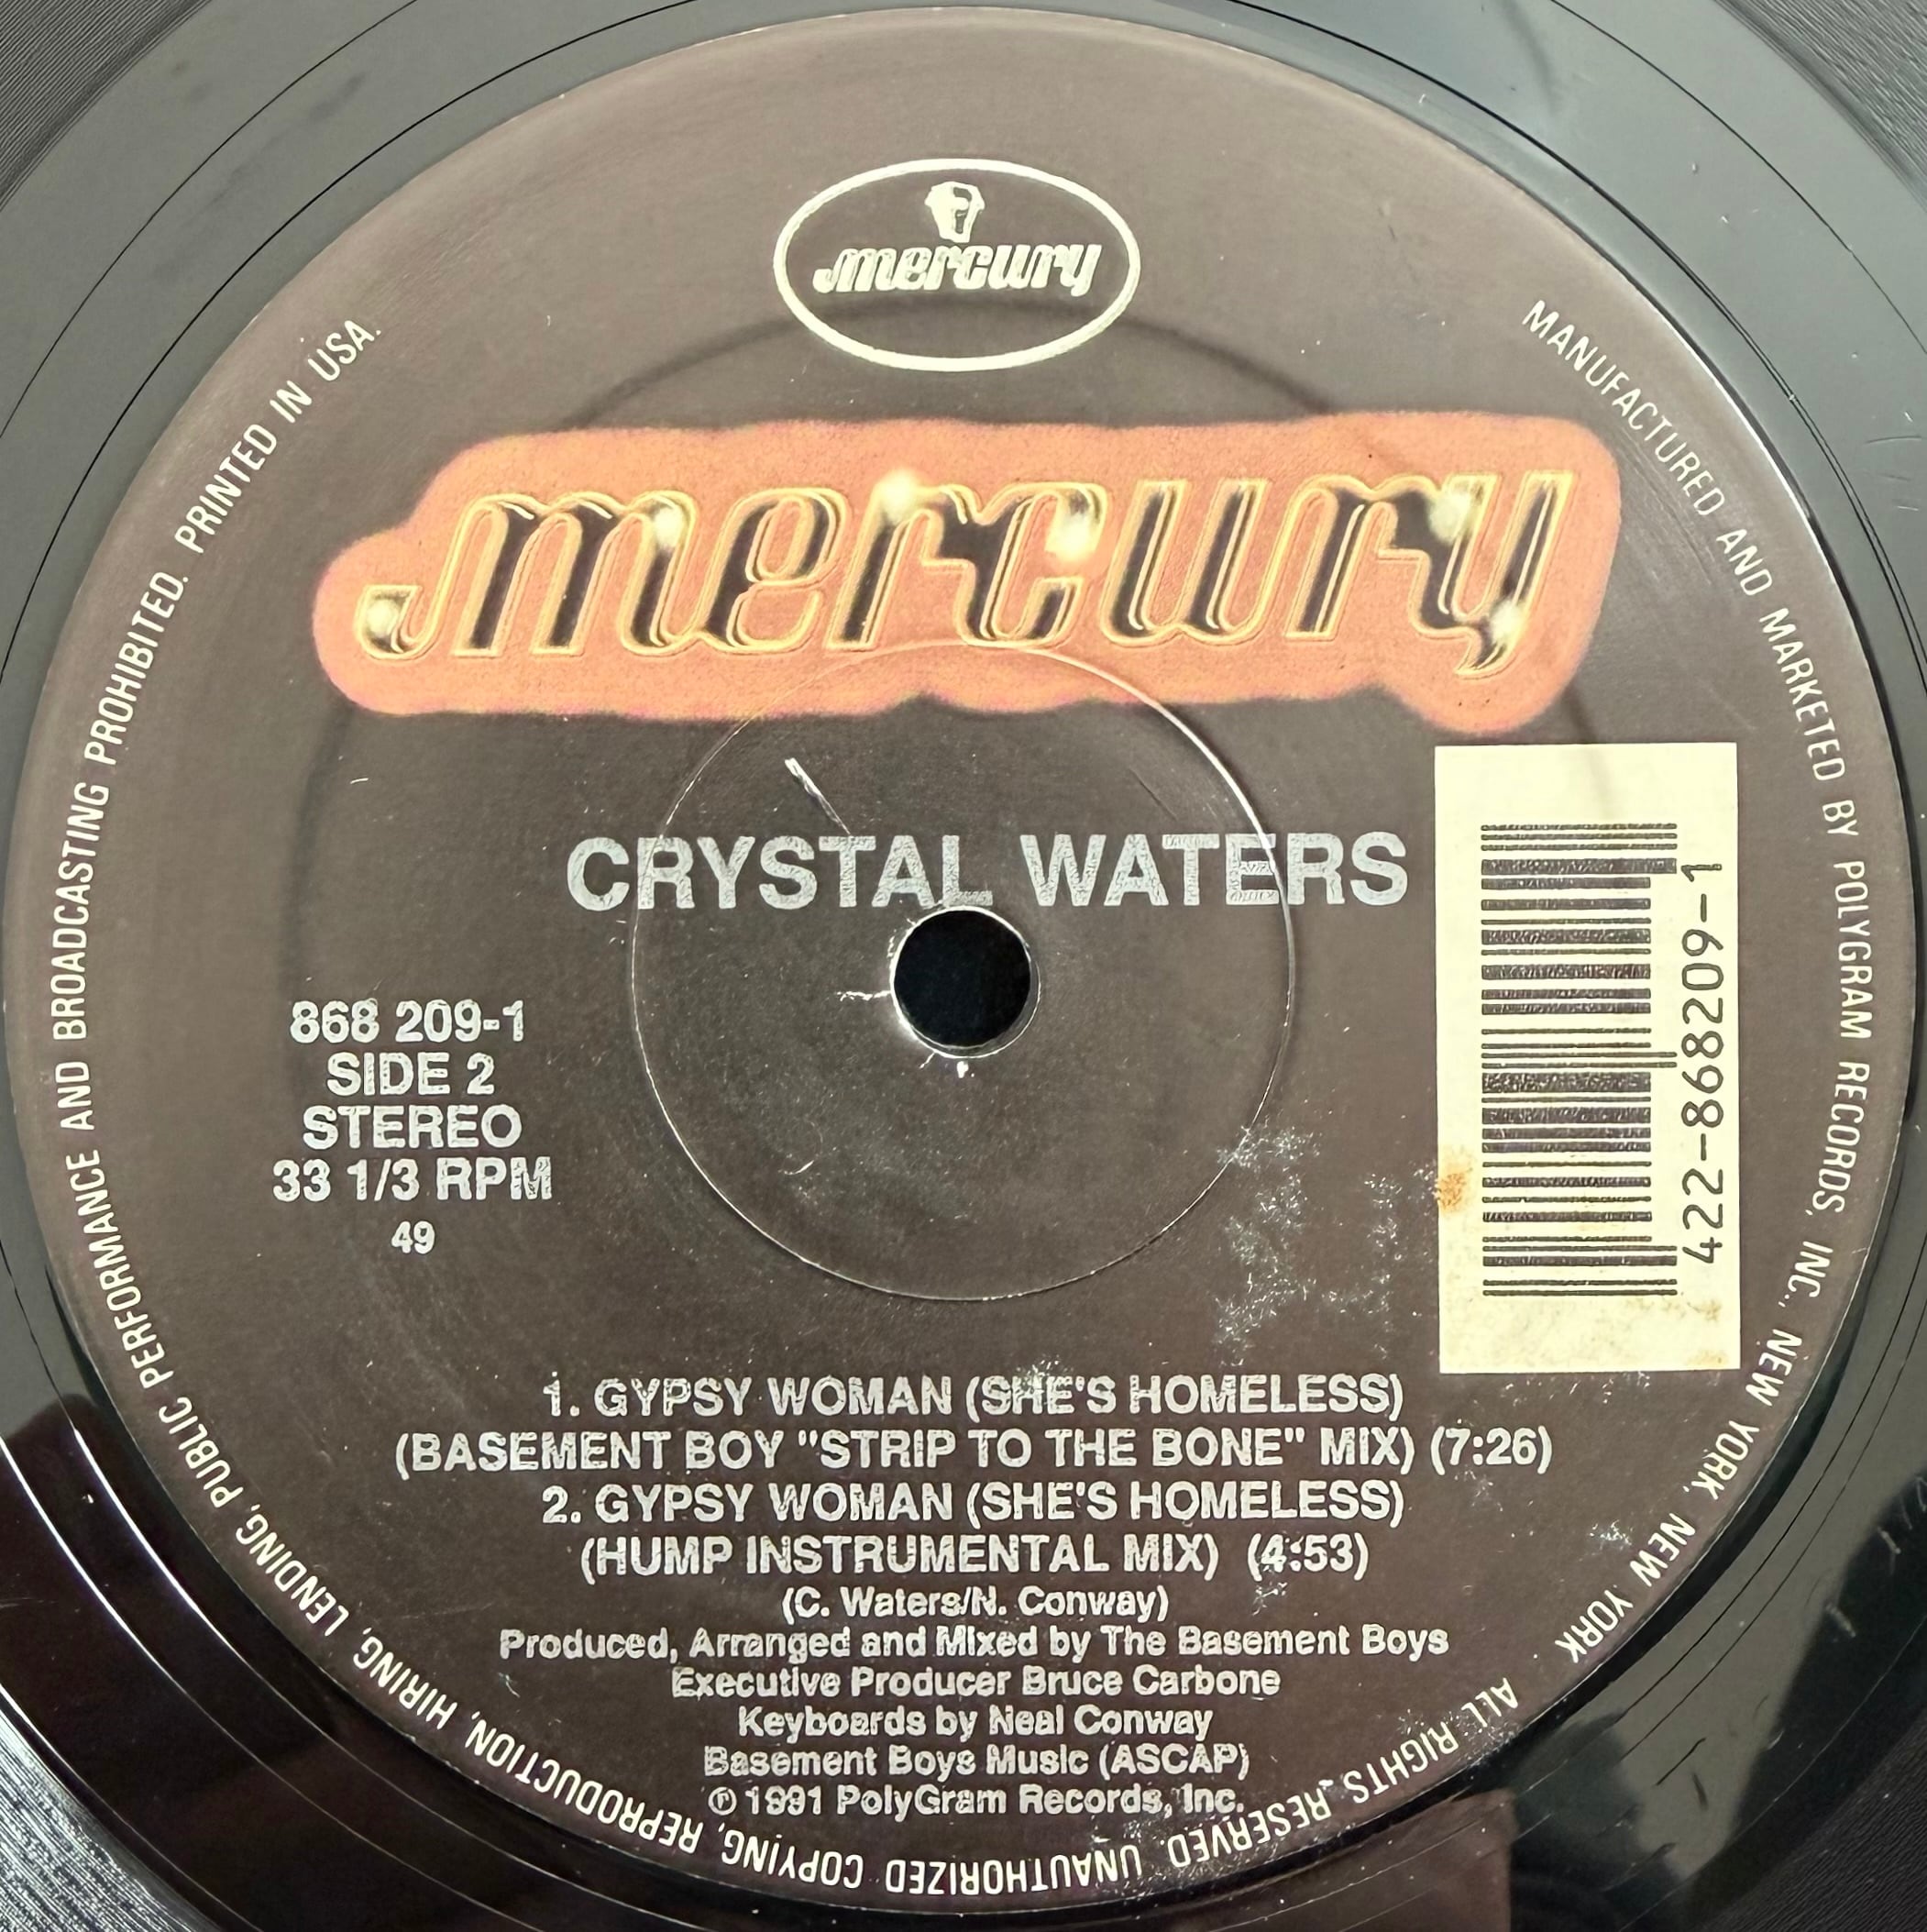 mercury
mercury
CRYSTAL WATERS
868 209-1
SIDE 2
STEREO
33 1/3 RPM
49
422-868209-1
1. GYPSY WOMAN (SHE'S HOMELESS)
(BASEMENT BOY "STRIP TO THE BONE" MIX) (7:26)
2. GYPSY WOMAN (SHE'S HOMELESS)
(HUMP INSTRUMENTAL MIX) (4:53)
(C. Waters/N. Conway)
Produced, Arranged and Mixed by The Basement Boys
Executive Producer Bruce Carbone
Keyboards by Neal Conway
Basement Boys Music (ASCAP)
℗ 1991 PolyGram Records, Inc.
MANUFACTURED AND MARKETED BY POLYGRAM RECORDS, INC., NEW YORK, NEW YORK . ALL RIGHTS RESERVED. UNAUTHORIZED COPYING, REPRODUCTION, HIRING, LENDING, PUBLIC PERFORMANCE AND BROADCASTING PROHIBITED. PRINTED IN USA.